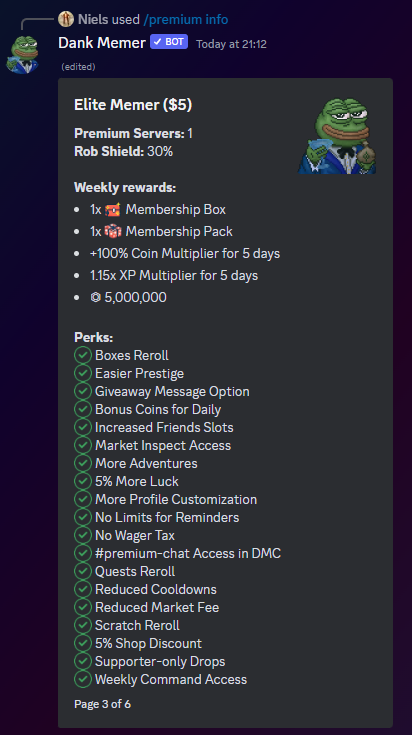 Niels used /premium info
Dank Memer ✓ BOT Today at 21:12
(edited)
Elite Memer ($5)
Premium Servers: 1
Rob Shield: 30%
Weekly rewards:
• 1x Membership Box
• 1x Membership Pack
• +100% Coin Multiplier for 5 days
• 1.15x XP Multiplier for 5 days
• 5,000,000
Perks:
Boxes Reroll
Easier Prestige
Giveaway Message Option
Bonus Coins for Daily
Increased Friends Slots
Market Inspect Access
More Adventures
5% More Luck
More Profile Customization
No Limits for Reminders
No Wager Tax
#premium-chat Access in DMC
Quests Reroll
Reduced Cooldowns
Reduced Market Fee
Scratch Reroll
5% Shop Discount
Supporter-only Drops
Weekly Command Access
Page 3 of 6